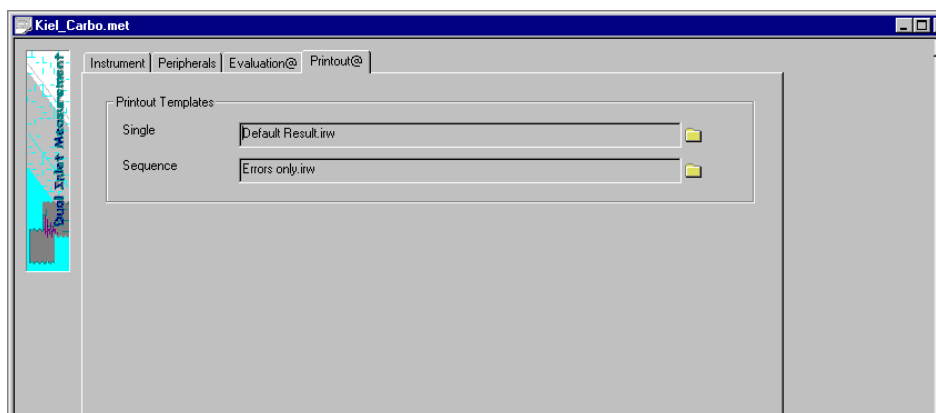 Kiel_Carbo.met
Instrument Peripherals Evaluation@ Printout@
Dual Inlet Measurement
Printout Templates
Single Default Result.irw
Sequence Errors only.irw